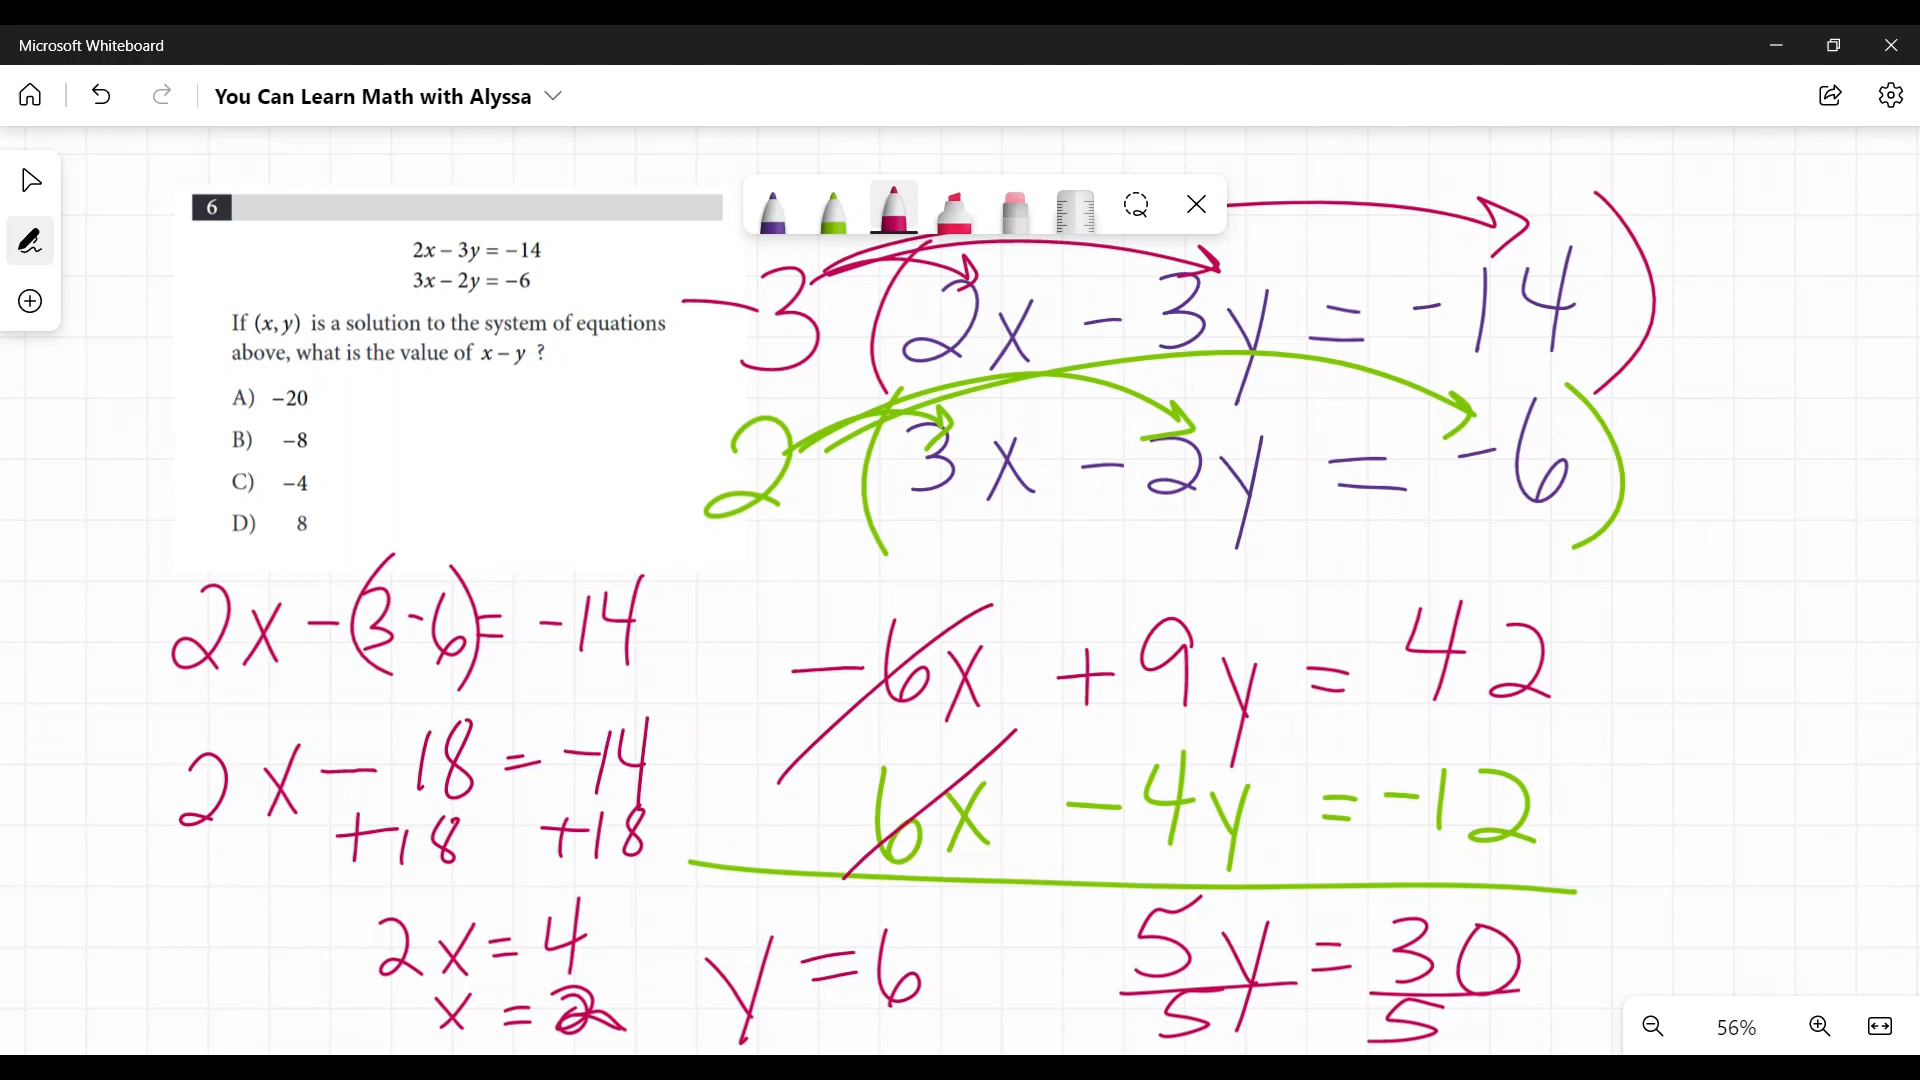 Microsoft Whiteboard
You Can Learn Math with Alyssa
6
2x – 3y = –14
3x – 2y = –6
If (x, y) is a solution to the system of equations
above, what is the value of x – y ?
A) –20
B) –8
C) –4
D) 8
-3(2x - 3y = -14)
2(3x - 2y = -6)
2x - (3·6) = -14
2x - 18 = -14
+18 +18
2x = 4
x = 2
-6x + 9y = 42
6x - 4y = -12
5y = 30
5 5
y = 6
56%